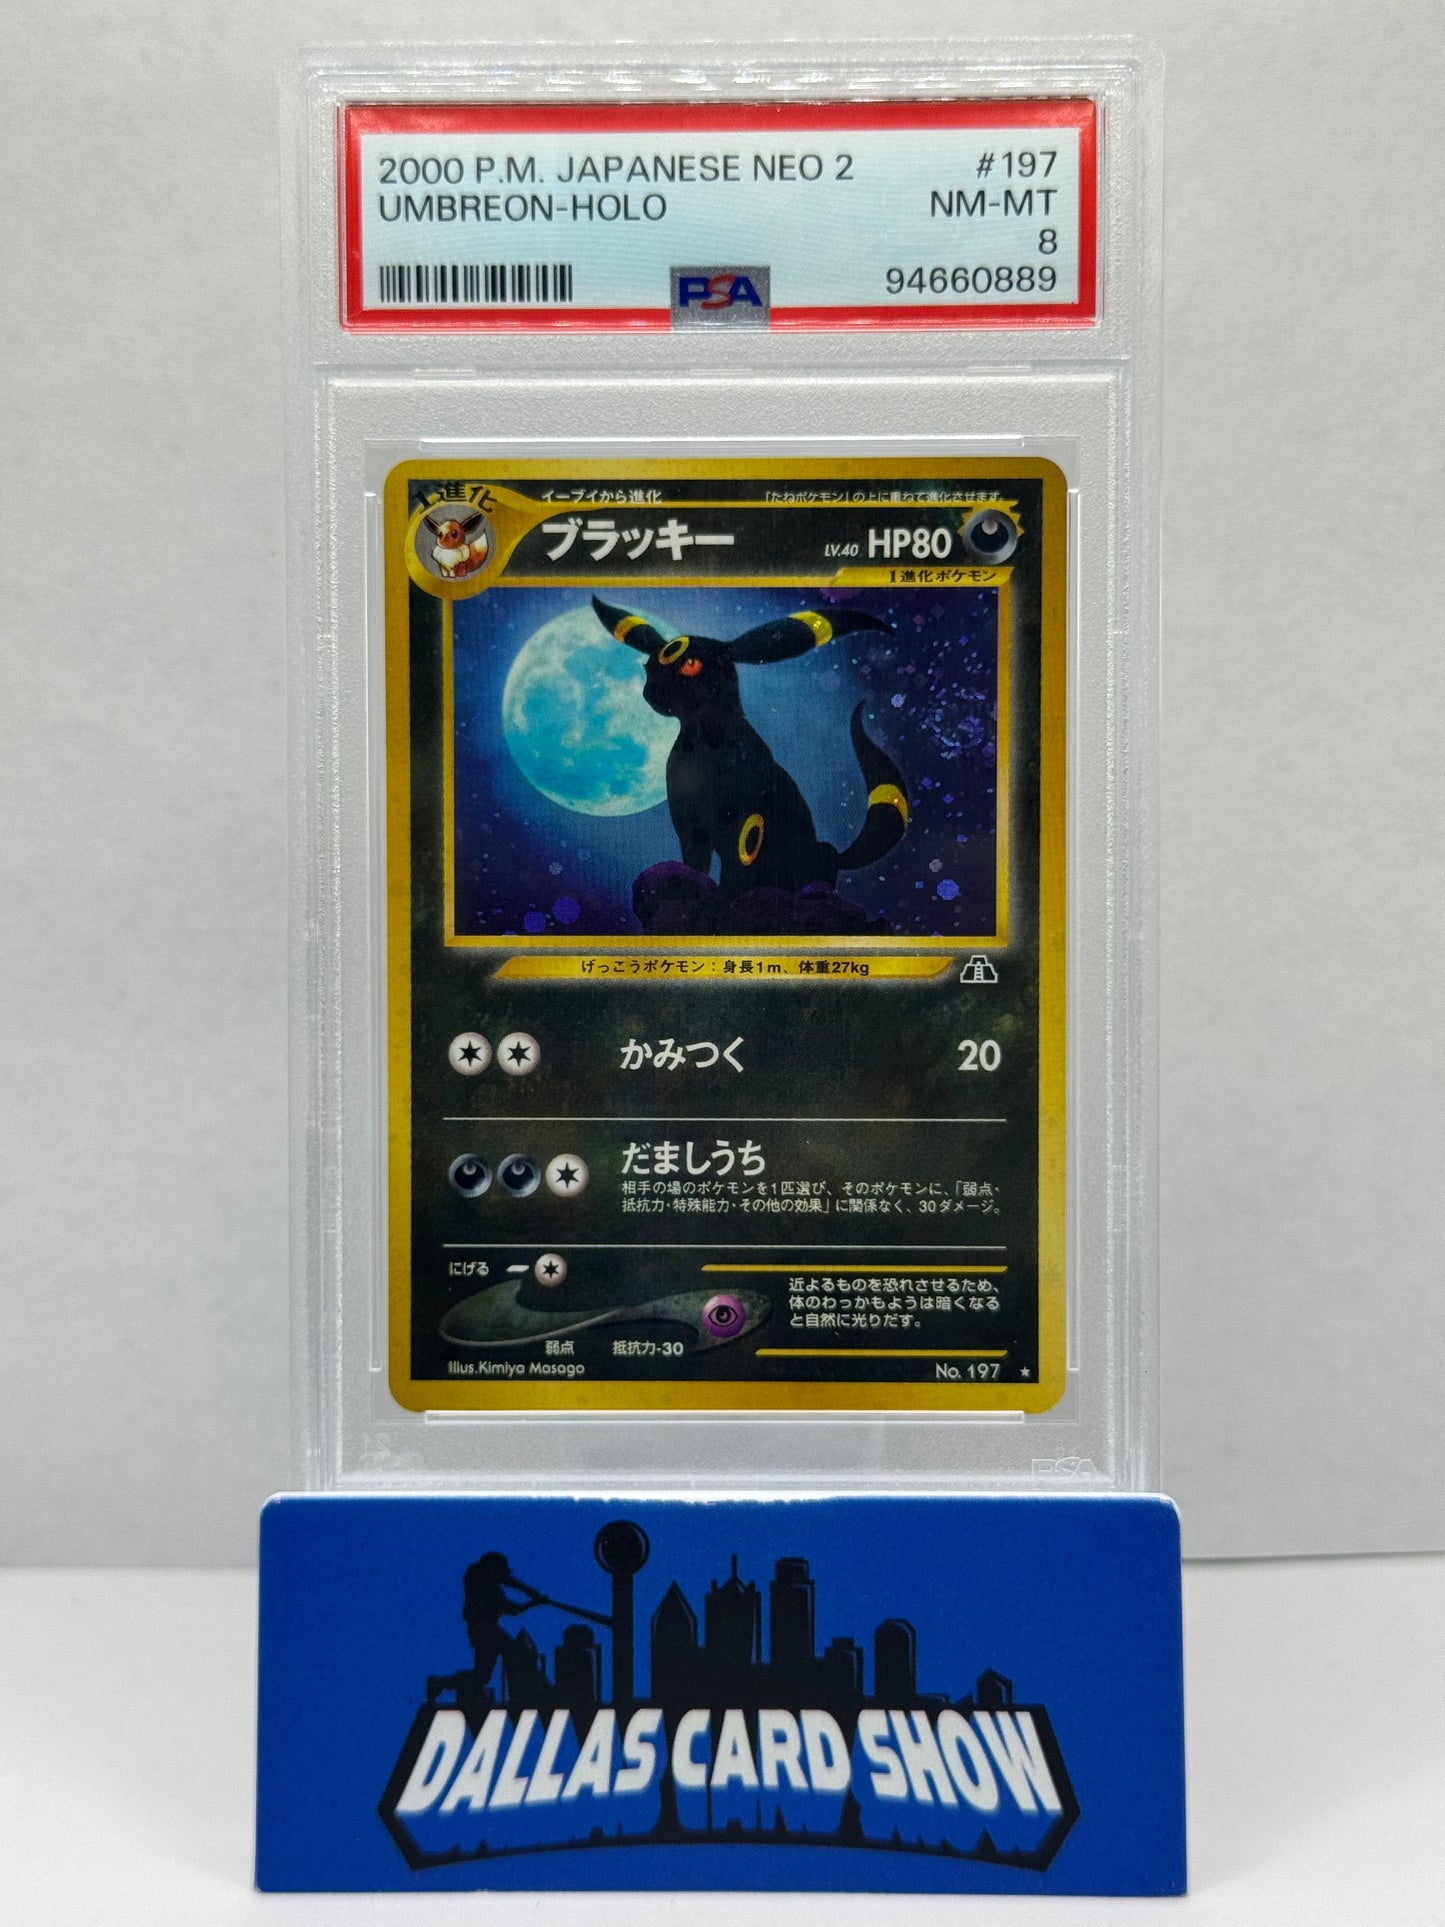 2000 P.M. JAPANESE NEO 2 #197
UMBREON-HOLO NM-MT
8
PSA 94660889
1進化
イーブイから進化 「たねポケモン」の上に重ねて進化させます。
ブラッキー LV.40 HP80
1進化ポケモン
げっこうポケモン：身長1m、体重27kg
かみつく 20
だましうち
相手の場のポケモンを1匹選び、そのポケモンに、「弱点・
抵抗力・特殊能力・その他の効果」に関係なく、30ダメージ。
にげる
近よるものを恐れさせるため、
体のわっかもようは暗くなる
と自然に光りだす。
弱点 抵抗力-30
Illus.Kimiya Masago No. 197 ★
PSA
DALLAS CARD SHOW